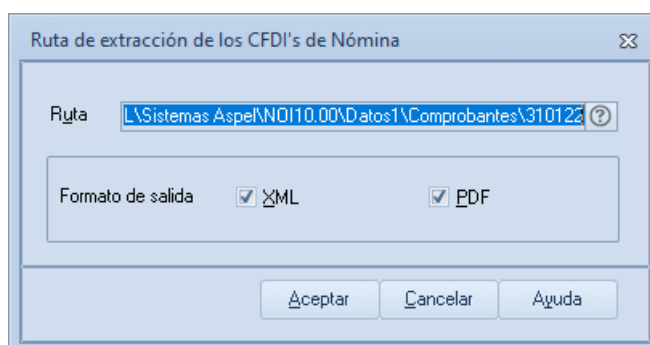 Ruta de extracción de los CFDI's de Nómina
Ruta L\Sistemas Aspel\NOI10.00\Datos1\Comprobantes\310122
Formato de salida XML PDF
Aceptar Cancelar Ayuda